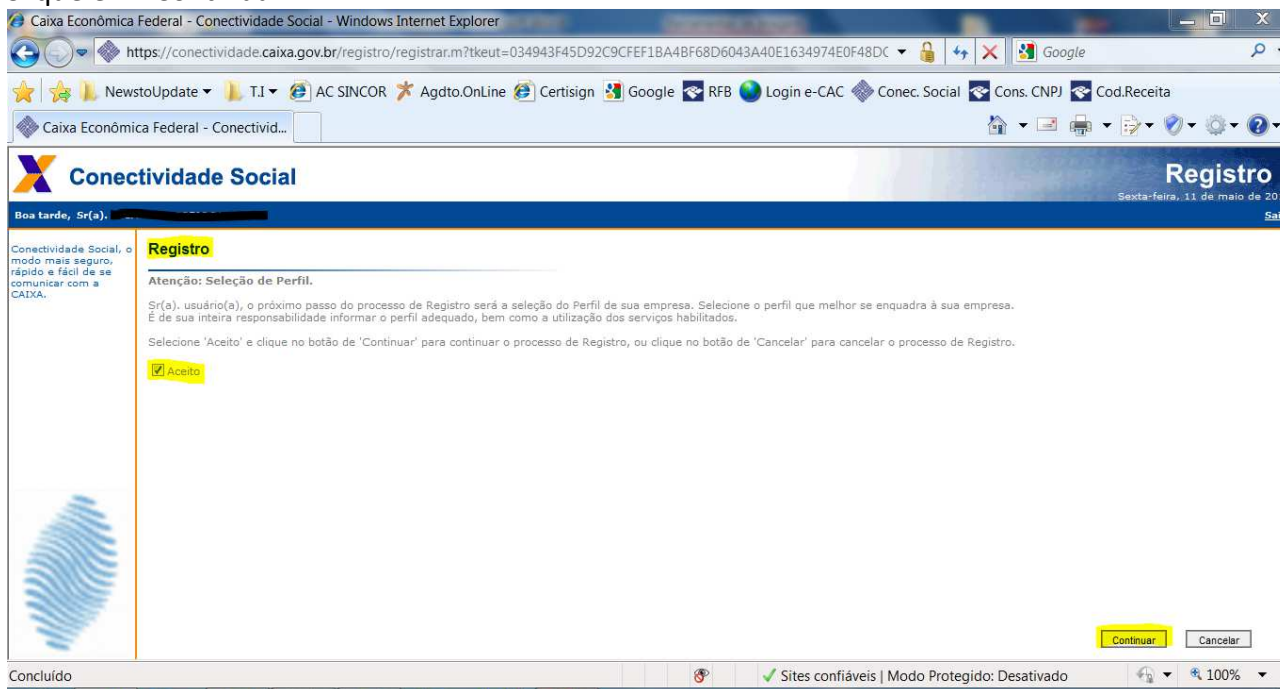 Caixa Econômica Federal - Conectividade Social - Windows Internet Explorer
https://conectividade.caixa.gov.br/registro/registrar.m?tkeut=034943F45D92C9CFEF1BA4BF68D6043A40E1634974E0F48DC
Google
NewstoUpdate T.I AC SINCOR Agdto.OnLine Certisign Google RFB Login e-CAC Conec. Social Cons. CNPJ Cod.Receita
Caixa Econômica Federal - Conectivid...
Conectividade Social
Registro
Sexta-feira, 11 de maio de 20
Boa tarde, Sr(a).
Sai
Conectividade Social, o
modo mais seguro,
rápido e fácil de se
comunicar com a
CAIXA.
Registro
Atenção: Seleção de Perfil.
Sr(a). usuário(a), o próximo passo do processo de Registro será a seleção do Perfil de sua empresa. Selecione o perfil que melhor se enquadra à sua empresa.
É de sua inteira responsabilidade informar o perfil adequado, bem como a utilização dos serviços habilitados.
Selecione 'Aceito' e clique no botão de 'Continuar' para continuar o processo de Registro, ou clique no botão de 'Cancelar' para cancelar o processo de Registro.
Aceito
Continuar Cancelar
Concluído
Sites confiáveis | Modo Protegido: Desativado
100%